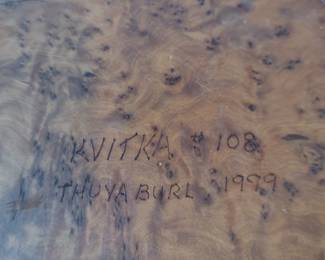 KVITKA # 108
THUYA BURL 1999